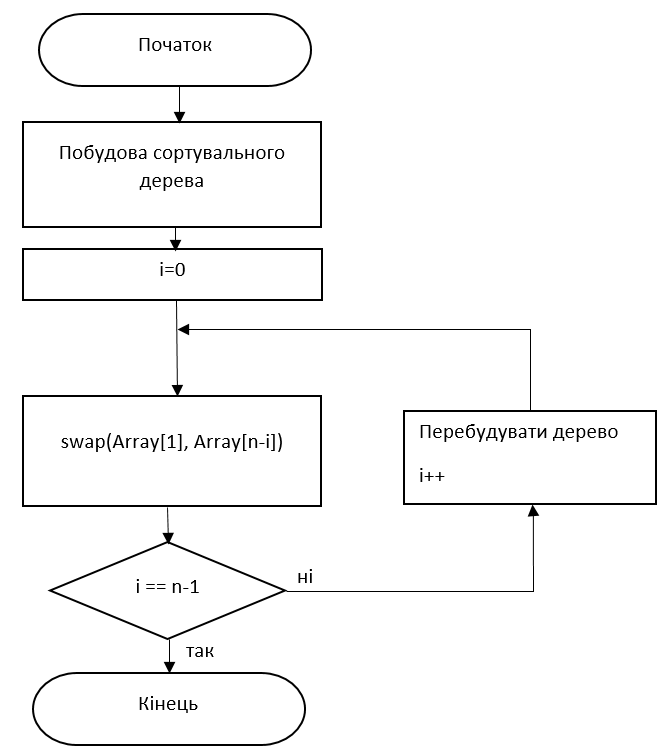 Початок
Побудова сортувального
дерева
i=0
swap(Array[1], Array[n-i])
Перебудувати дерево
i++
i == n-1
ні
так
Кінець